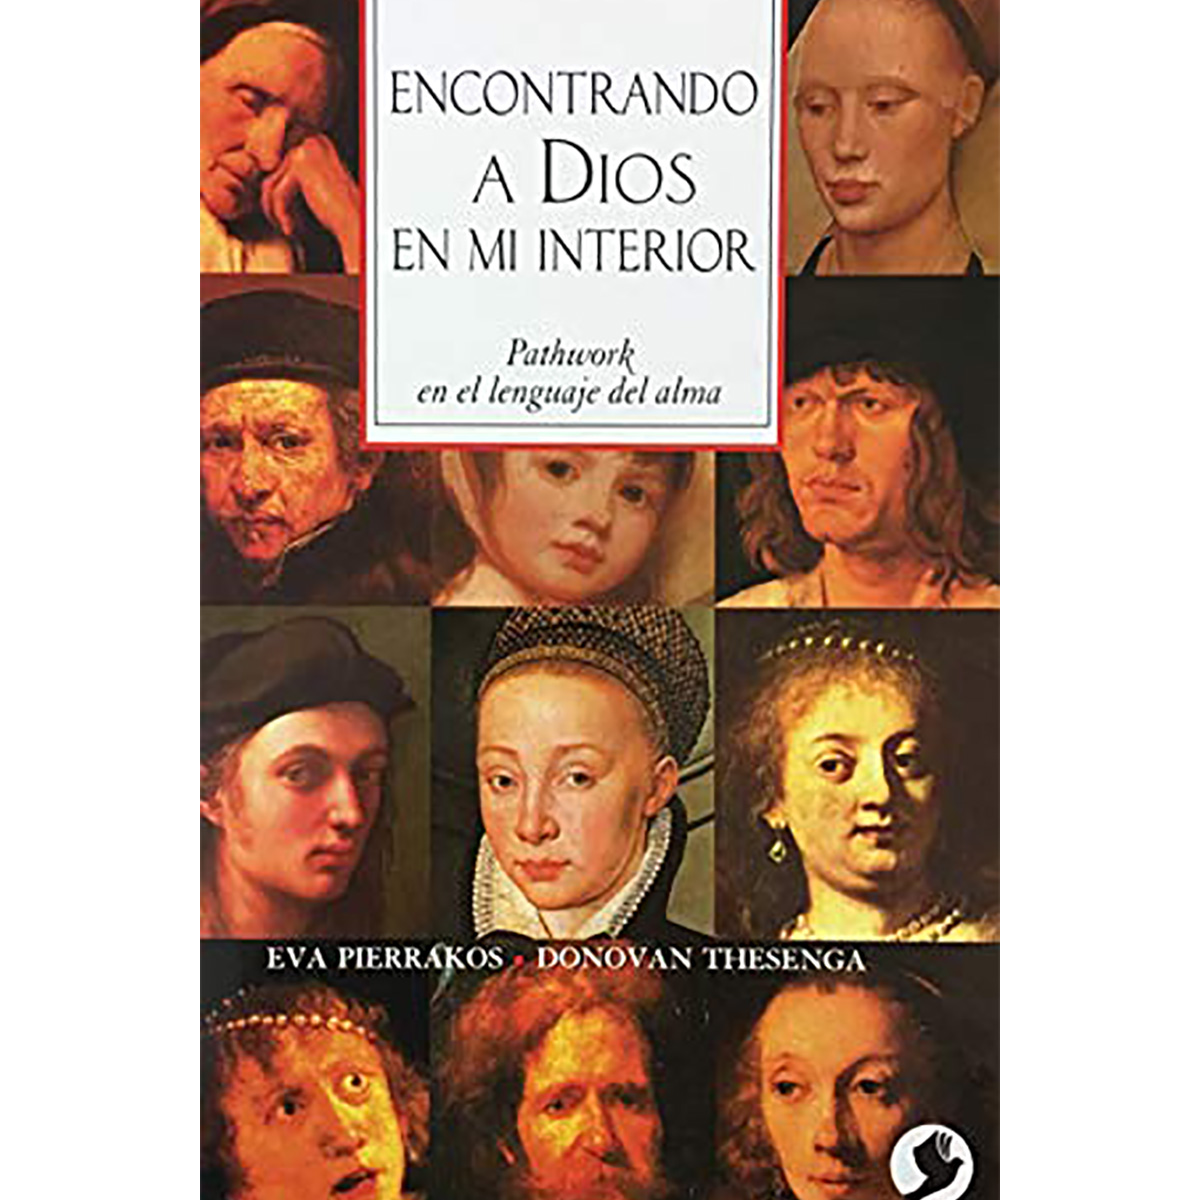 ENCONTRANDO
A DIOS
EN MI INTERIOR
Pathwork
en el lenguaje del alma
EVA PIERRAKOS • DONOVAN THESENGA